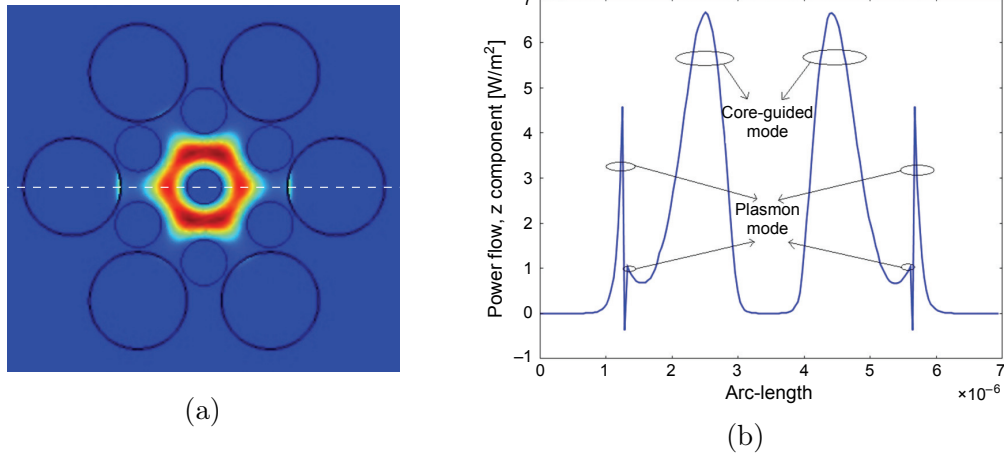 7
6
5
4
3
2
1
0
–1
Power flow, z component [W/m²]
Core-guided
mode
Plasmon
mode
0 1 2 3 4 5 6 7
Arc-length ×10⁻⁶
(a)
(b)